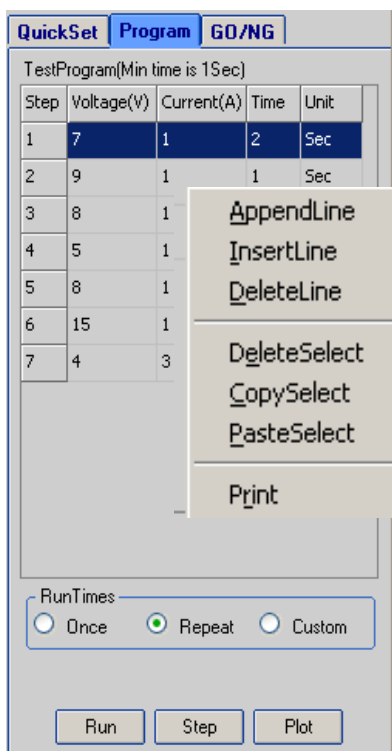 QuickSet Program GO/NG
TestProgram(Min time is 1Sec)
Step Voltage(V) Current(A) Time Unit
1 7 1 2 Sec
2 9 1 1 Sec
3 8 1
4 5 1
5 8 1
6 15 1
7 4 3
AppendLine
InsertLine
DeleteLine
DeleteSelect
CopySelect
PasteSelect
Print
RunTimes
Once Repeat Custom
Run Step Plot